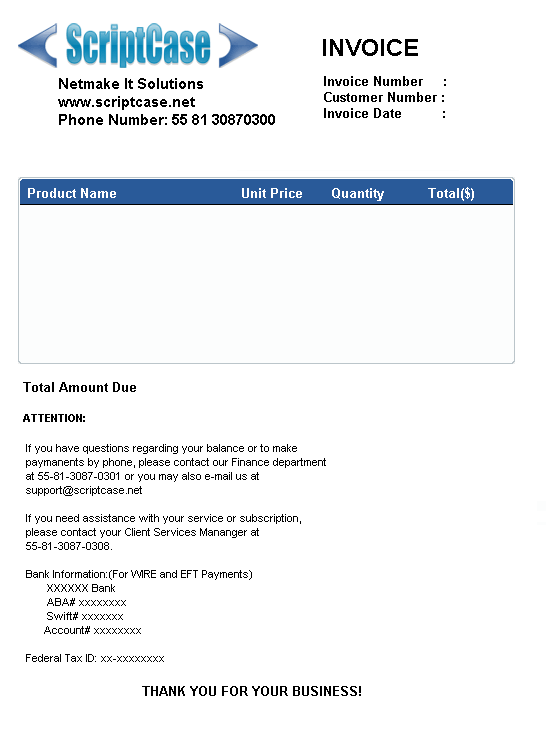 ScriptCase
INVOICE
Netmake It Solutions
www.scriptcase.net
Phone Number: 55 81 30870300
Invoice Number :
Customer Number :
Invoice Date :
Product Name Unit Price Quantity Total($)
Total Amount Due
ATTENTION:
If you have questions regarding your balance or to make
paymanents by phone, please contact our Finance department
at 55-81-3087-0301 or you may also e-mail us at
support@scriptcase.net
If you need assistance with your service or subscription,
please contact your Client Services Mananger at
55-81-3087-0308.
Bank Information:(For WIRE and EFT Payments)
XXXXXX Bank
ABA# xxxxxxxx
Swift# xxxxxxx
Account# xxxxxxxx
Federal Tax ID: xx-xxxxxxxx
THANK YOU FOR YOUR BUSINESS!